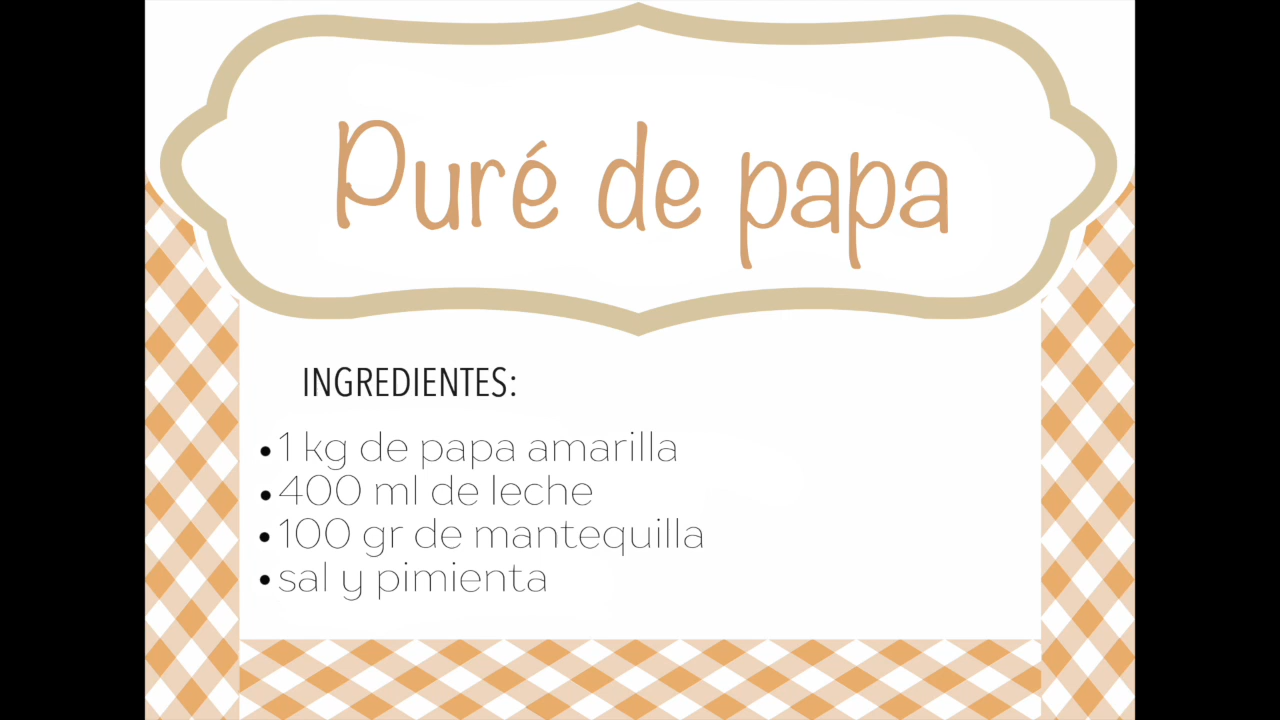 Puré de papa
INGREDIENTES:
• 1 kg de papa amarilla
• 400 ml de leche
• 100 gr de mantequilla
• sal y pimienta